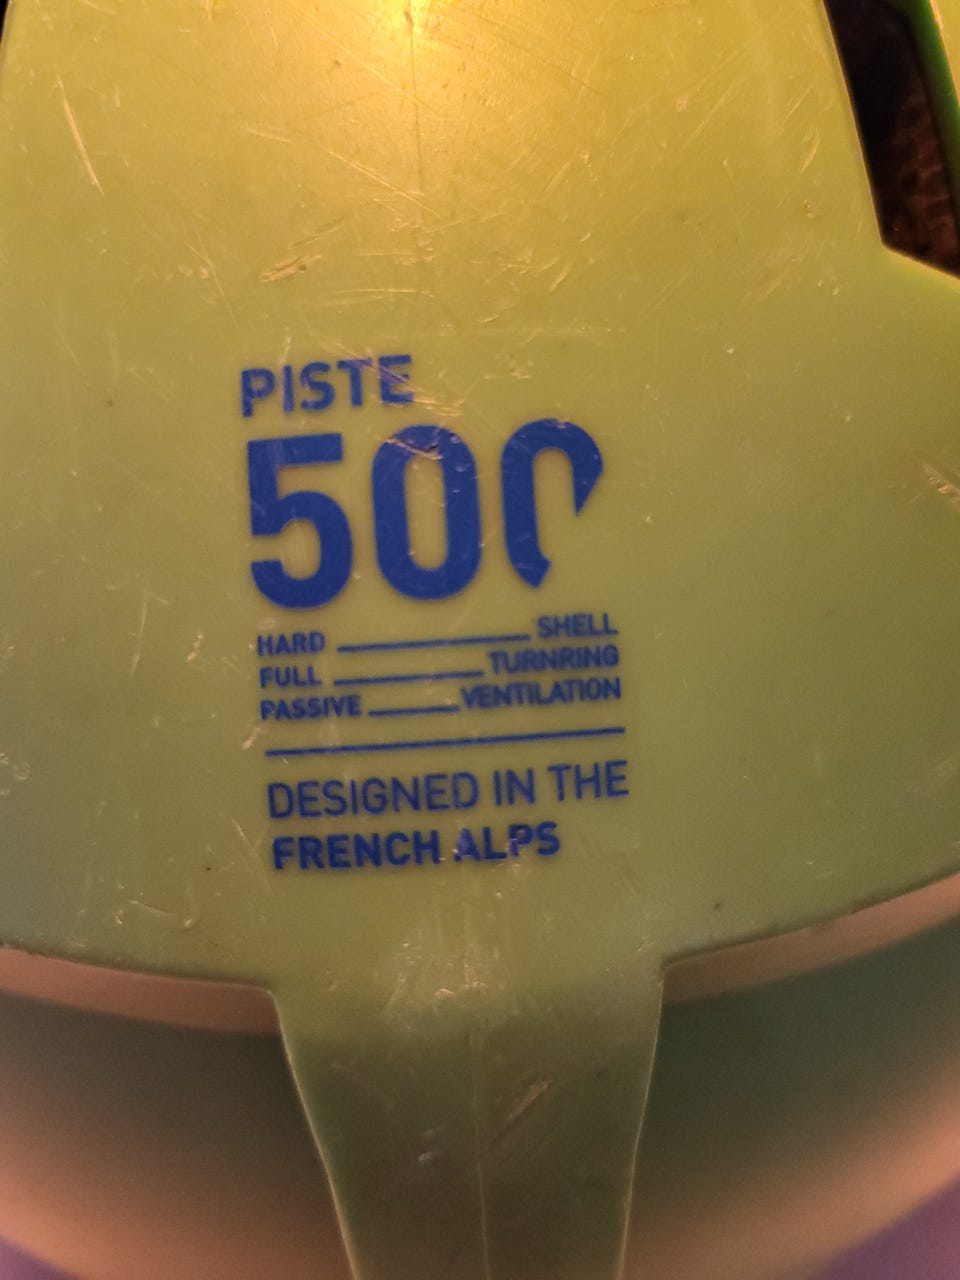 PISTE
500
HARD SHELL
FULL TURNRING
PASSIVE VENTILATION
DESIGNED IN THE
FRENCH ALPS